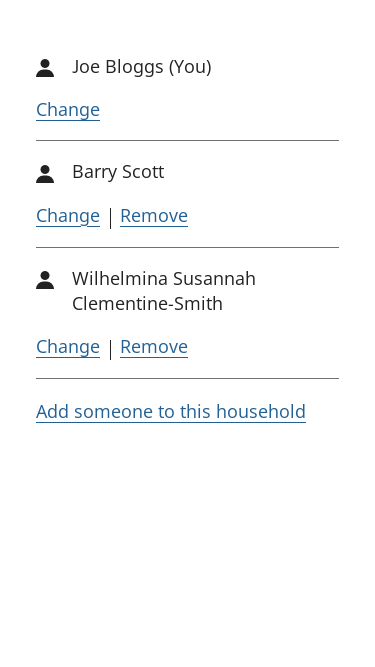 Joe Bloggs (You)
Change
Barry Scott
Change | Remove
Wilhelmina Susannah
Clementine-Smith
Change | Remove
Add someone to this household